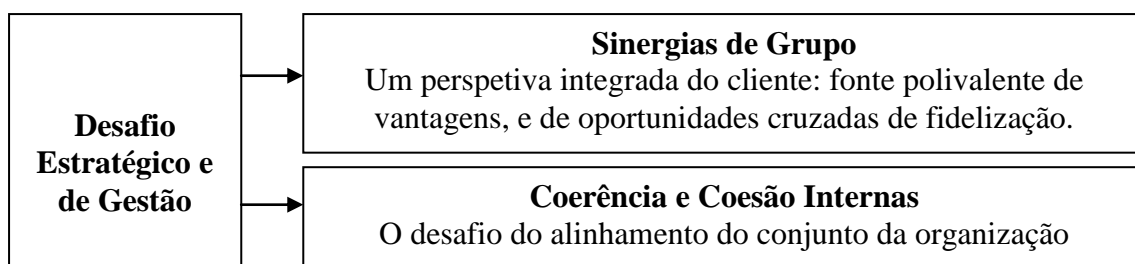 Desafio
Estratégico e
de Gestão
Sinergias de Grupo
Um perspetiva integrada do cliente: fonte polivalente de
vantagens, e de oportunidades cruzadas de fidelização.
Coerência e Coesão Internas
O desafio do alinhamento do conjunto da organização